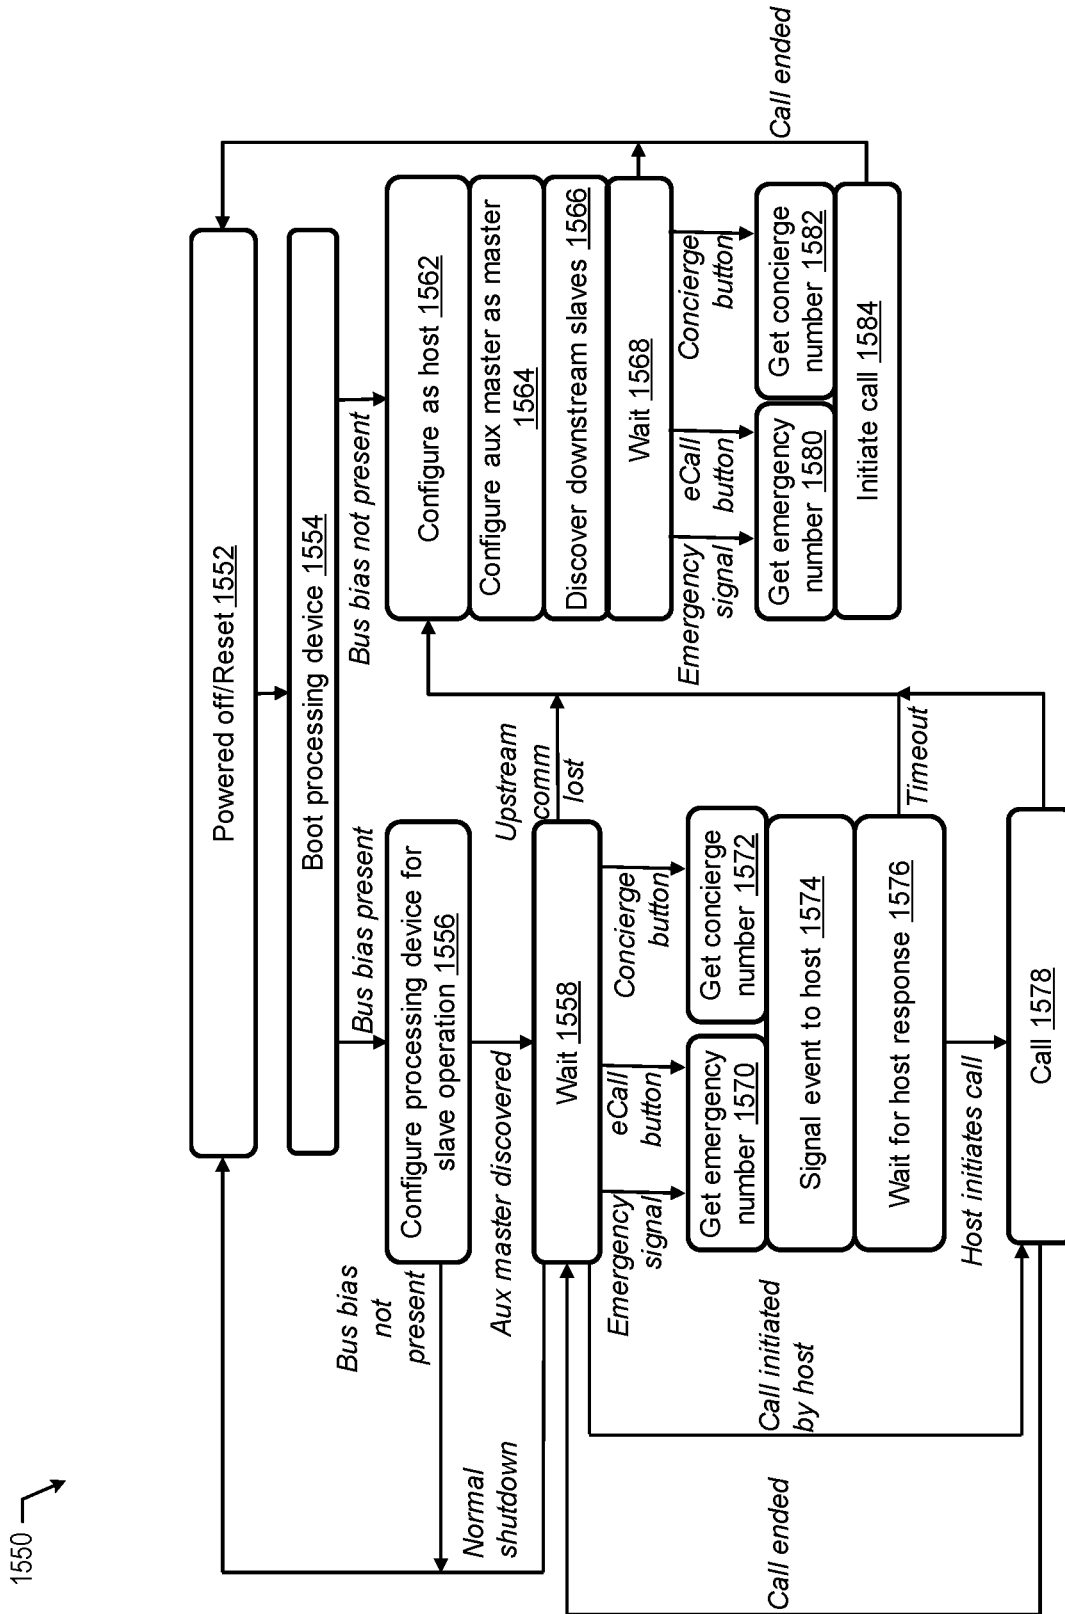 1550
Powered off/Reset 1552
Boot processing device 1554
Bus bias present
Bus bias not present
Bus bias
not
present
Configure processing device for
slave operation 1556
Configure as host 1562
Configure aux master as master
1564
Discover downstream slaves 1566
Wait 1568
Normal
shutdown
Aux master discovered
Upstream
comm
lost
Wait 1558
Emergency
signal
eCall
button
Concierge
button
Emergency
signal
eCall
button
Concierge
button
Get emergency
number 1570
Get concierge
number 1572
Signal event to host 1574
Wait for host response 1576
Get emergency
number 1580
Get concierge
number 1582
Initiate call 1584
Call ended
Call initiated
by host
Call ended
Timeout
Host initiates call
Call 1578